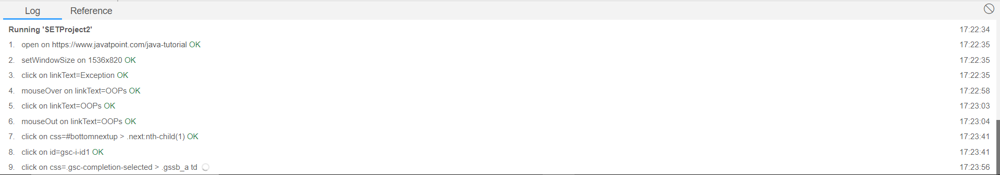 Log Reference
Running 'SETProject2' 17:22:34
1. open on https://www.javatpoint.com/java-tutorial OK 17:22:35
2. setWindowSize on 1536x820 OK 17:22:35
3. click on linkText=Exception OK 17:22:35
4. mouseOver on linkText=OOPs OK 17:22:58
5. click on linkText=OOPs OK 17:23:03
6. mouseOut on linkText=OOPs OK 17:23:04
7. click on css=#bottomnextup > .next:nth-child(1) OK 17:23:41
8. click on id=gsc-i-id1 OK 17:23:41
9. click on css=.gsc-completion-selected > .gssb_a td 17:23:56